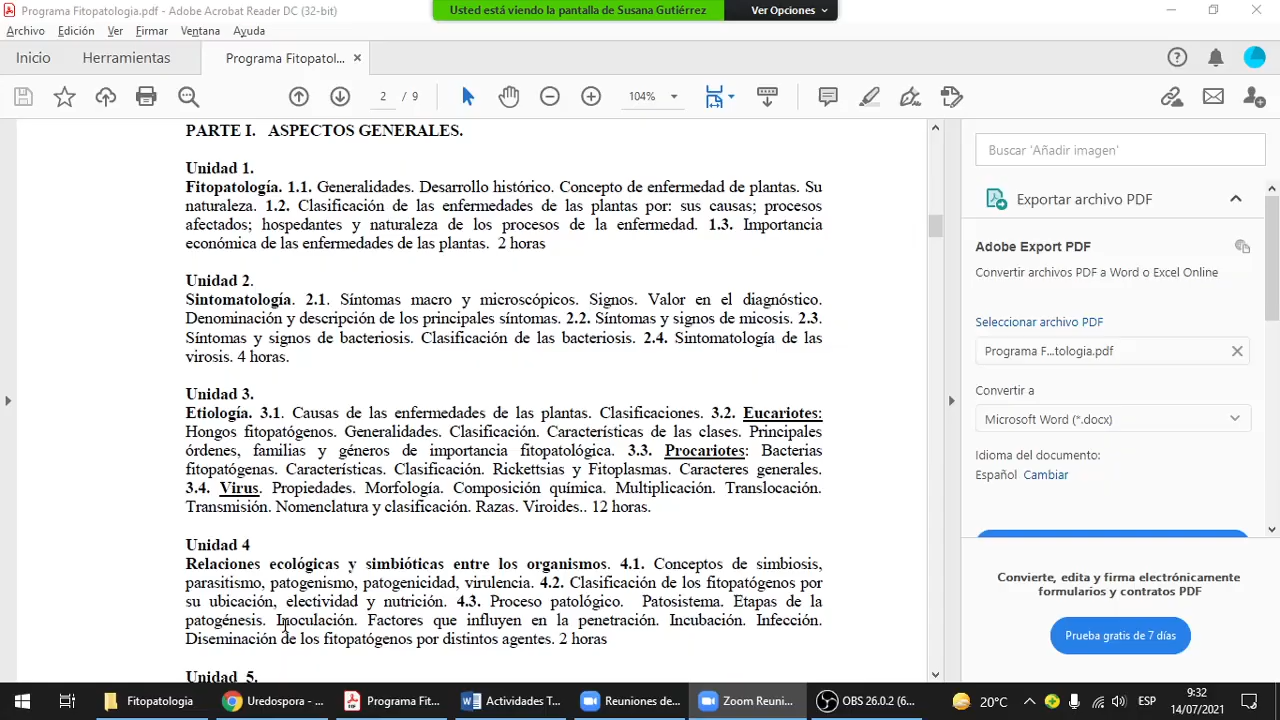 Programa Fitopatologia.pdf - Adobe Acrobat Reader DC (32-bit)
Usted está viendo la pantalla de Susana Gutiérrez
Ver Opciones
Archivo Edición Ver Firmar Ventana Ayuda
Inicio Herramientas Programa Fitopatol...
2 / 9 104%
PARTE I. ASPECTOS GENERALES.
Unidad 1.
Fitopatología. 1.1. Generalidades. Desarrollo histórico. Concepto de enfermedad de plantas. Su
naturaleza. 1.2. Clasificación de las enfermedades de las plantas por: sus causas; procesos
afectados; hospedantes y naturaleza de los procesos de la enfermedad. 1.3. Importancia
económica de las enfermedades de las plantas. 2 horas
Unidad 2.
Sintomatología. 2.1. Síntomas macro y microscópicos. Signos. Valor en el diagnóstico.
Denominación y descripción de los principales síntomas. 2.2. Síntomas y signos de micosis. 2.3.
Síntomas y signos de bacteriosis. Clasificación de las bacteriosis. 2.4. Sintomatología de las
virosis. 4 horas.
Unidad 3.
Etiología. 3.1. Causas de las enfermedades de las plantas. Clasificaciones. 3.2. Eucariotes:
Hongos fitopatógenos. Generalidades. Clasificación. Características de las clases. Principales
órdenes, familias y géneros de importancia fitopatológica. 3.3. Procariotes: Bacterias
fitopatógenas. Características. Clasificación. Rickettsias y Fitoplasmas. Caracteres generales.
3.4. Virus. Propiedades. Morfología. Composición química. Multiplicación. Translocación.
Transmisión. Nomenclatura y clasificación. Razas. Viroides.. 12 horas.
Unidad 4
Relaciones ecológicas y simbióticas entre los organismos. 4.1. Conceptos de simbiosis,
parasitismo, patogenismo, patogenicidad, virulencia. 4.2. Clasificación de los fitopatógenos por
su ubicación, electividad y nutrición. 4.3. Proceso patológico. Patosistema. Etapas de la
patogénesis. Inoculación. Factores que influyen en la penetración. Incubación. Infección.
Diseminación de los fitopatógenos por distintos agentes. 2 horas
Unidad 5.
Buscar 'Añadir imagen'
Exportar archivo PDF
Adobe Export PDF
Convertir archivos PDF a Word o Excel Online
Seleccionar archivo PDF
Programa F...tologia.pdf
Convertir a
Microsoft Word (*.docx)
Idioma del documento:
Español Cambiar
Convierte, edita y firma electrónicamente
formularios y contratos PDF
Prueba gratis de 7 días
Fitopatologia Uredospora - ... Programa Fit... Actividades T... Reuniones de... Zoom Reuni... OBS 26.0.2 (6... 20°C ESP 9:32
14/07/2021